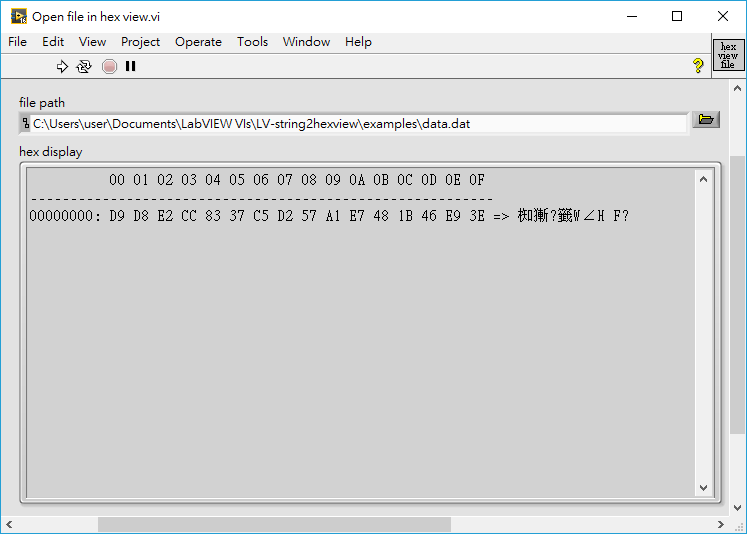 Open file in hex view.vi
File Edit View Project Operate Tools Window Help
hex
view
file
file path
C:\Users\user\Documents\LabVIEW VIs\LV-string2hexview\examples\data.dat
hex display
00 01 02 03 04 05 06 07 08 09 0A 0B 0C 0D 0E 0F
----------------------------------------------------------
00000000: D9 D8 E2 CC 83 37 C5 D2 57 A1 E7 48 1B 46 E9 3E => ?籤W∠H F?